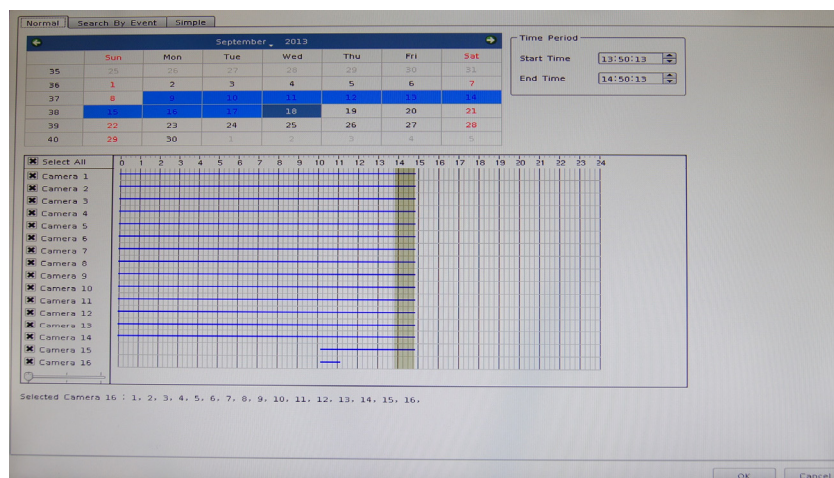 Normal Search By Event Simple
September 2013
Sun Mon Tue Wed Thu Fri Sat
35 25 26 27 28 29 30 31
36 1 2 3 4 5 6 7
37 8 9 10 11 12 13 14
38 15 16 17 18 19 20 21
39 22 23 24 25 26 27 28
40 29 30 1 2 3 4 5
Time Period
Start Time 13:50:13
End Time 14:50:13
Select All 0 1 2 3 4 5 6 7 8 9 10 11 12 13 14 15 16 17 18 19 20 21 22 23 24
Camera 1
Camera 2
Camera 3
Camera 4
Camera 5
Camera 6
Camera 7
Camera 8
Camera 9
Camera 10
Camera 11
Camera 12
Camera 13
Camera 14
Camera 15
Camera 16
Selected Camera 16 : 1, 2, 3, 4, 5, 6, 7, 8, 9, 10, 11, 12, 13, 14, 15, 16,
OK Cancel